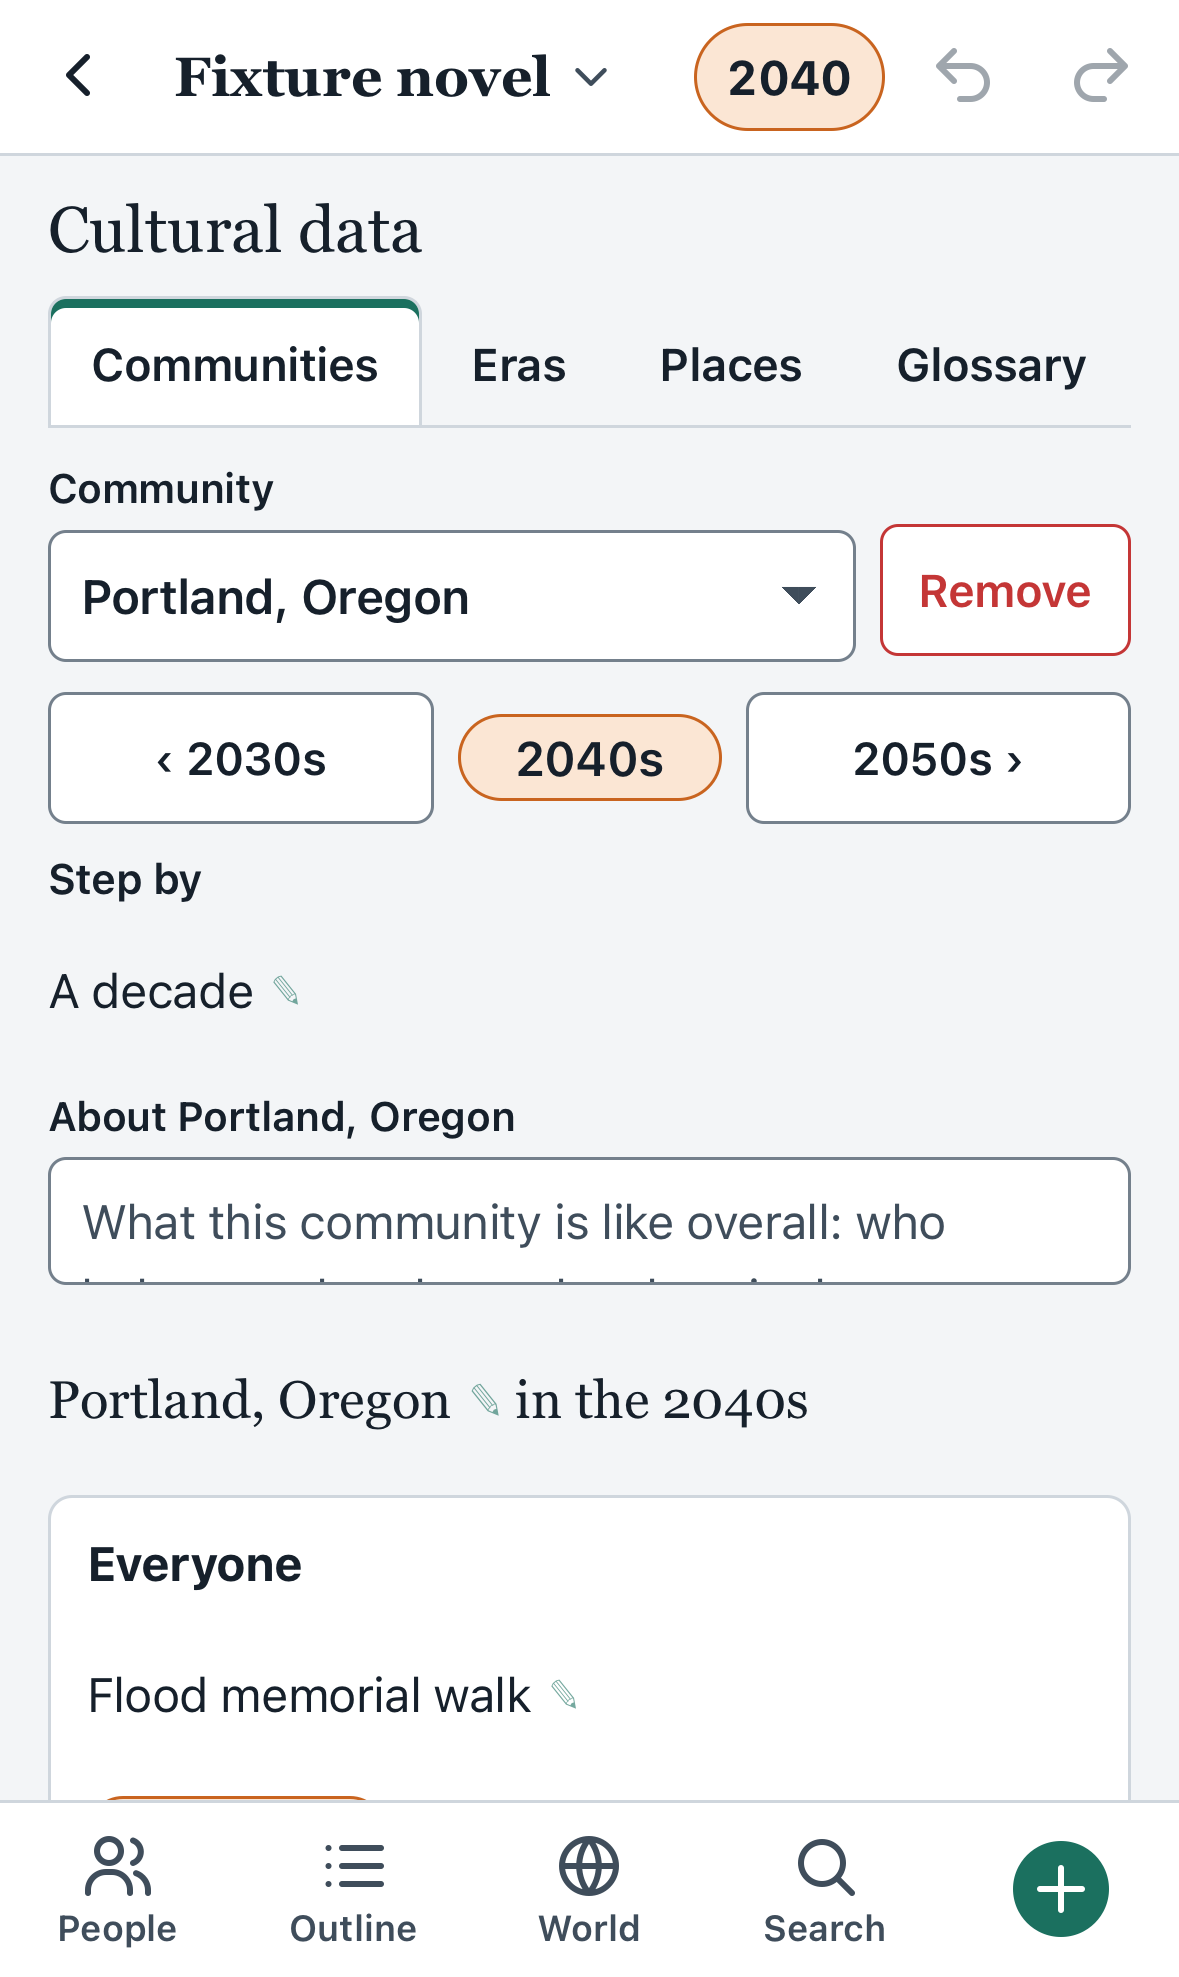 Fixture novel
2040
Cultural data
Communities Eras Places Glossary
Community
Portland, Oregon
Remove
‹ 2030s
2040s
2050s ›
Step by
A decade
About Portland, Oregon
What this community is like overall: who
Portland, Oregon in the 2040s
Everyone
Flood memorial walk
People Outline World Search